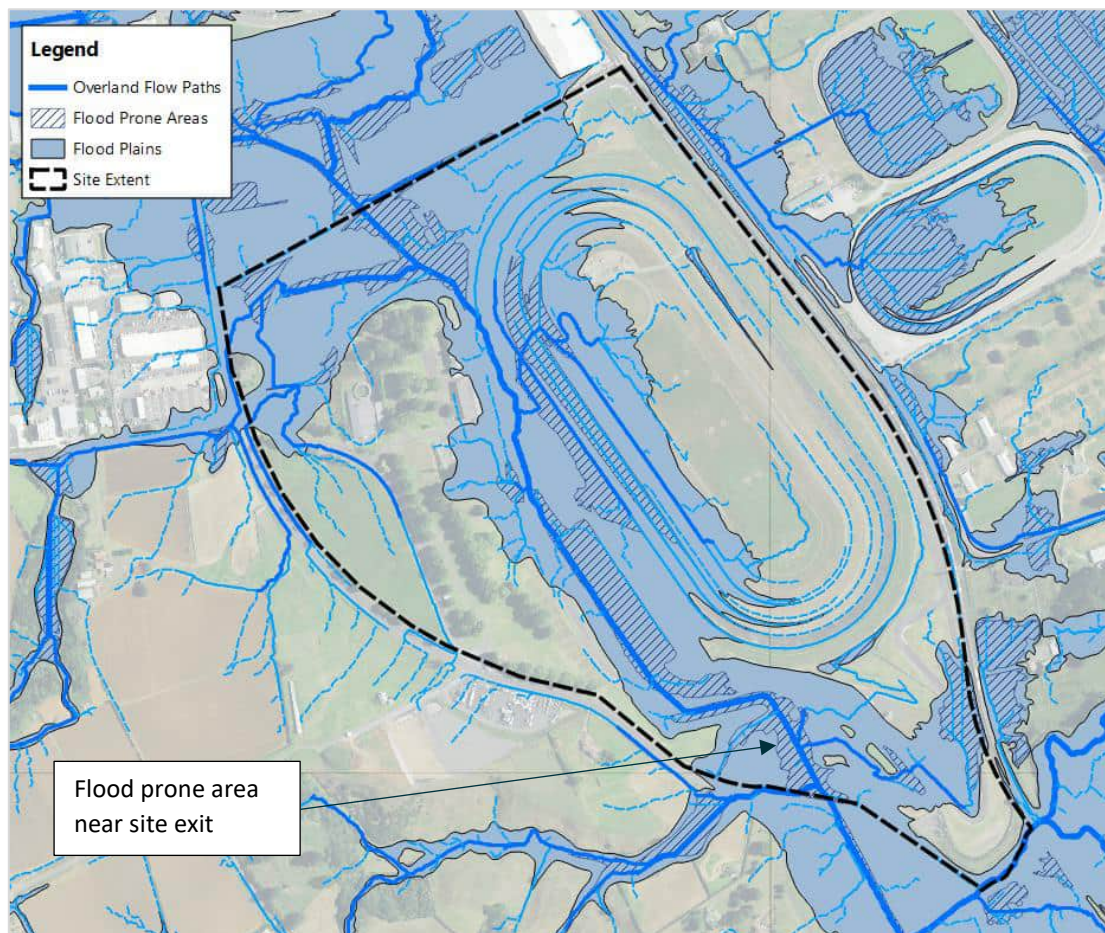 Legend
Overland Flow Paths
Flood Prone Areas
Flood Plains
Site Extent
Flood prone area
near site exit